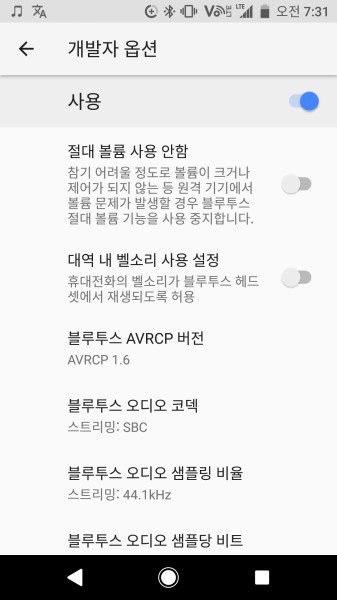 오전 7:31
개발자 옵션
사용
절대 볼륨 사용 안함
참기 어려울 정도로 볼륨이 크거나
제어가 되지 않는 등 원격 기기에서
볼륨 문제가 발생할 경우 블루투스
절대 볼륨 기능을 사용 중지합니다.
대역 내 벨소리 사용 설정
휴대전화의 벨소리가 블루투스 헤드
셋에서 재생되도록 허용
블루투스 AVRCP 버전
AVRCP 1.6
블루투스 오디오 코덱
스트리밍: SBC
블루투스 오디오 샘플링 비율
스트리밍: 44.1kHz
블루투스 오디오 샘플당 비트